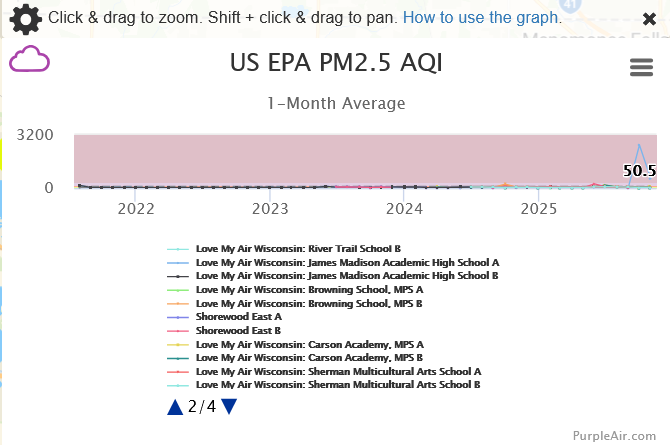 Click & drag to zoom. Shift + click & drag to pan. How to use the graph.
US EPA PM2.5 AQI
1-Month Average
3200
50.5
0
2022 2023 2024 2025
Love My Air Wisconsin: River Trail School B
Love My Air Wisconsin: James Madison Academic High School A
Love My Air Wisconsin: James Madison Academic High School B
Love My Air Wisconsin: Browning School, MPS A
Love My Air Wisconsin: Browning School, MPS B
Shorewood East A
Shorewood East B
Love My Air Wisconsin: Carson Academy, MPS A
Love My Air Wisconsin: Carson Academy, MPS B
Love My Air Wisconsin: Sherman Multicultural Arts School A
Love My Air Wisconsin: Sherman Multicultural Arts School B
2/4
PurpleAir.com